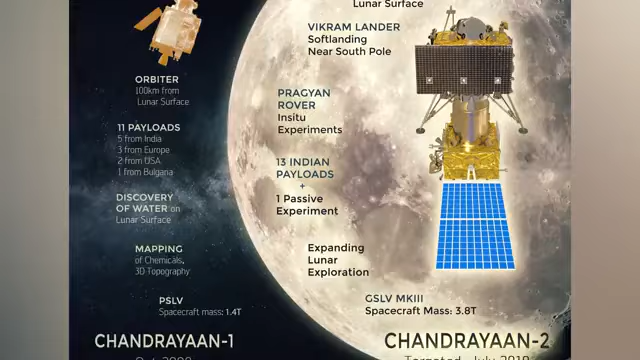 ORBITER
100km from
Lunar Surface
11 PAYLOADS
5 from India
3 from Europe
2 from USA
1 from Bulgaria
DISCOVERY
OF WATER on
Lunar Surface
MAPPING
of Chemicals,
3D Topography
PSLV
Spacecraft mass: 1.4T
CHANDRAYAAN-1
Lunar Surface
VIKRAM LANDER
Softlanding
Near South Pole
PRAGYAN
ROVER
Insitu
Experiments
13 INDIAN
PAYLOADS
+
1 Passive
Experiment
Expanding
Lunar
Exploration
GSLV MKIII
Spacecraft Mass: 3.8T
CHANDRAYAAN-2